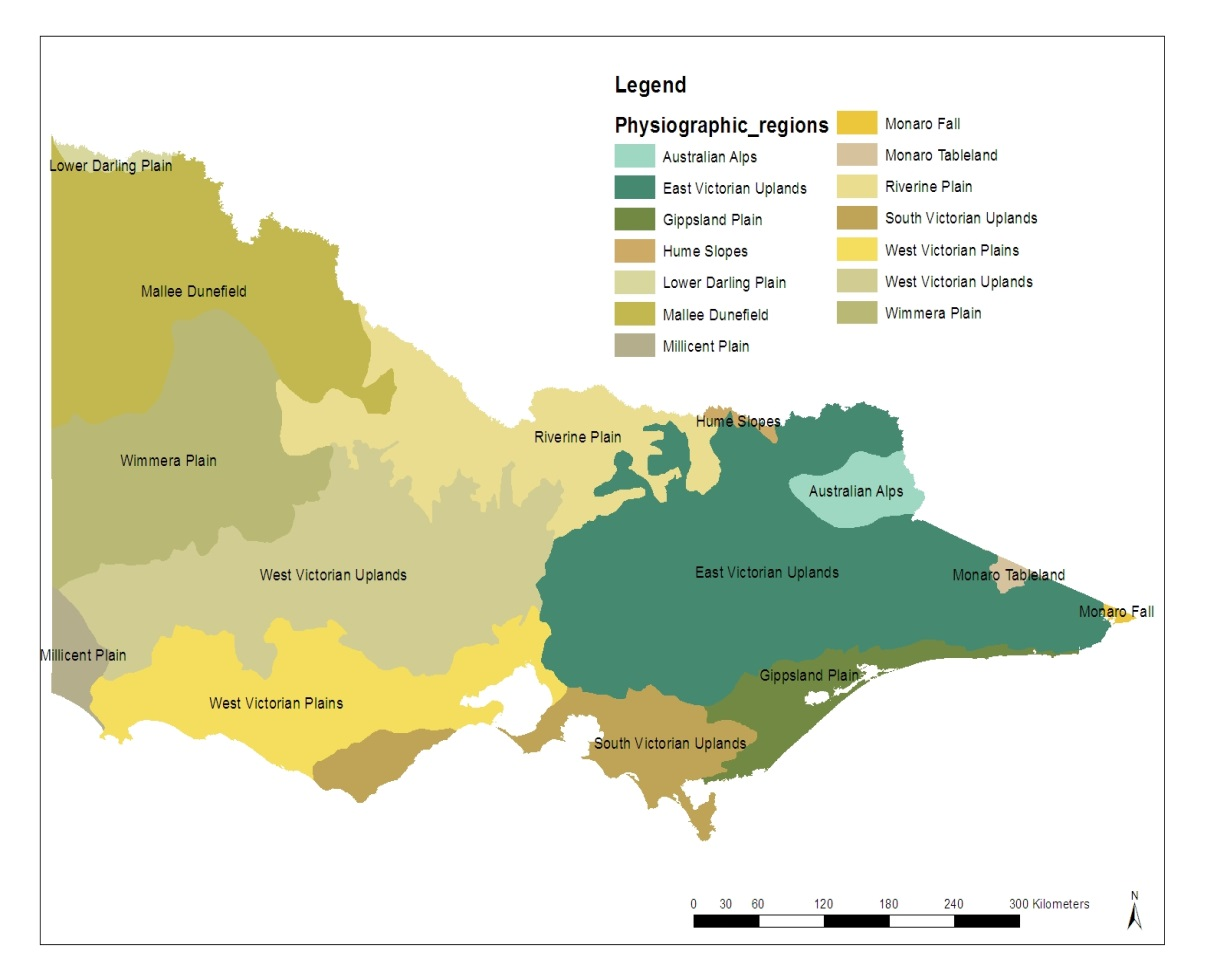 Legend
Physiographic_regions
Australian Alps
East Victorian Uplands
Gippsland Plain
Hume Slopes
Lower Darling Plain
Mallee Dunefield
Millicent Plain
Monaro Fall
Monaro Tableland
Riverine Plain
South Victorian Uplands
West Victorian Plains
West Victorian Uplands
Wimmera Plain
Lower Darling Plain
Mallee Dunefield
Hume Slopes
Riverine Plain
Wimmera Plain
Australian Alps
East Victorian Uplands
West Victorian Uplands
Monaro Tableland
Monaro Fall
Millicent Plain
Gippsland Plain
West Victorian Plains
South Victorian Uplands
0 30 60 120 180 240 300 Kilometers
N